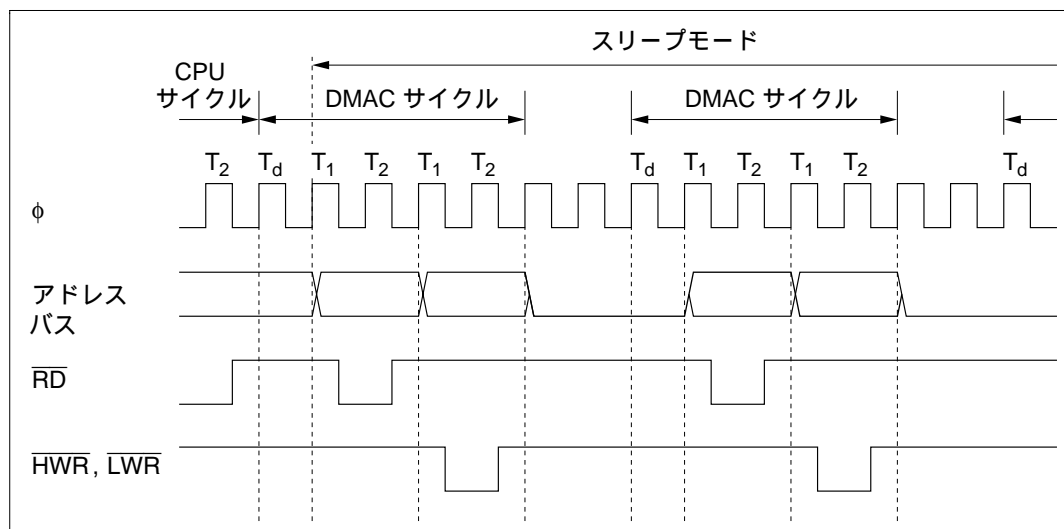 スリープモード
CPU
サイクル
DMAC サイクル
DMAC サイクル
T2 Td T1 T2 T1 T2 Td T1 T2 T1 T2 Td
φ
アドレス
バス
RD
HWR, LWR